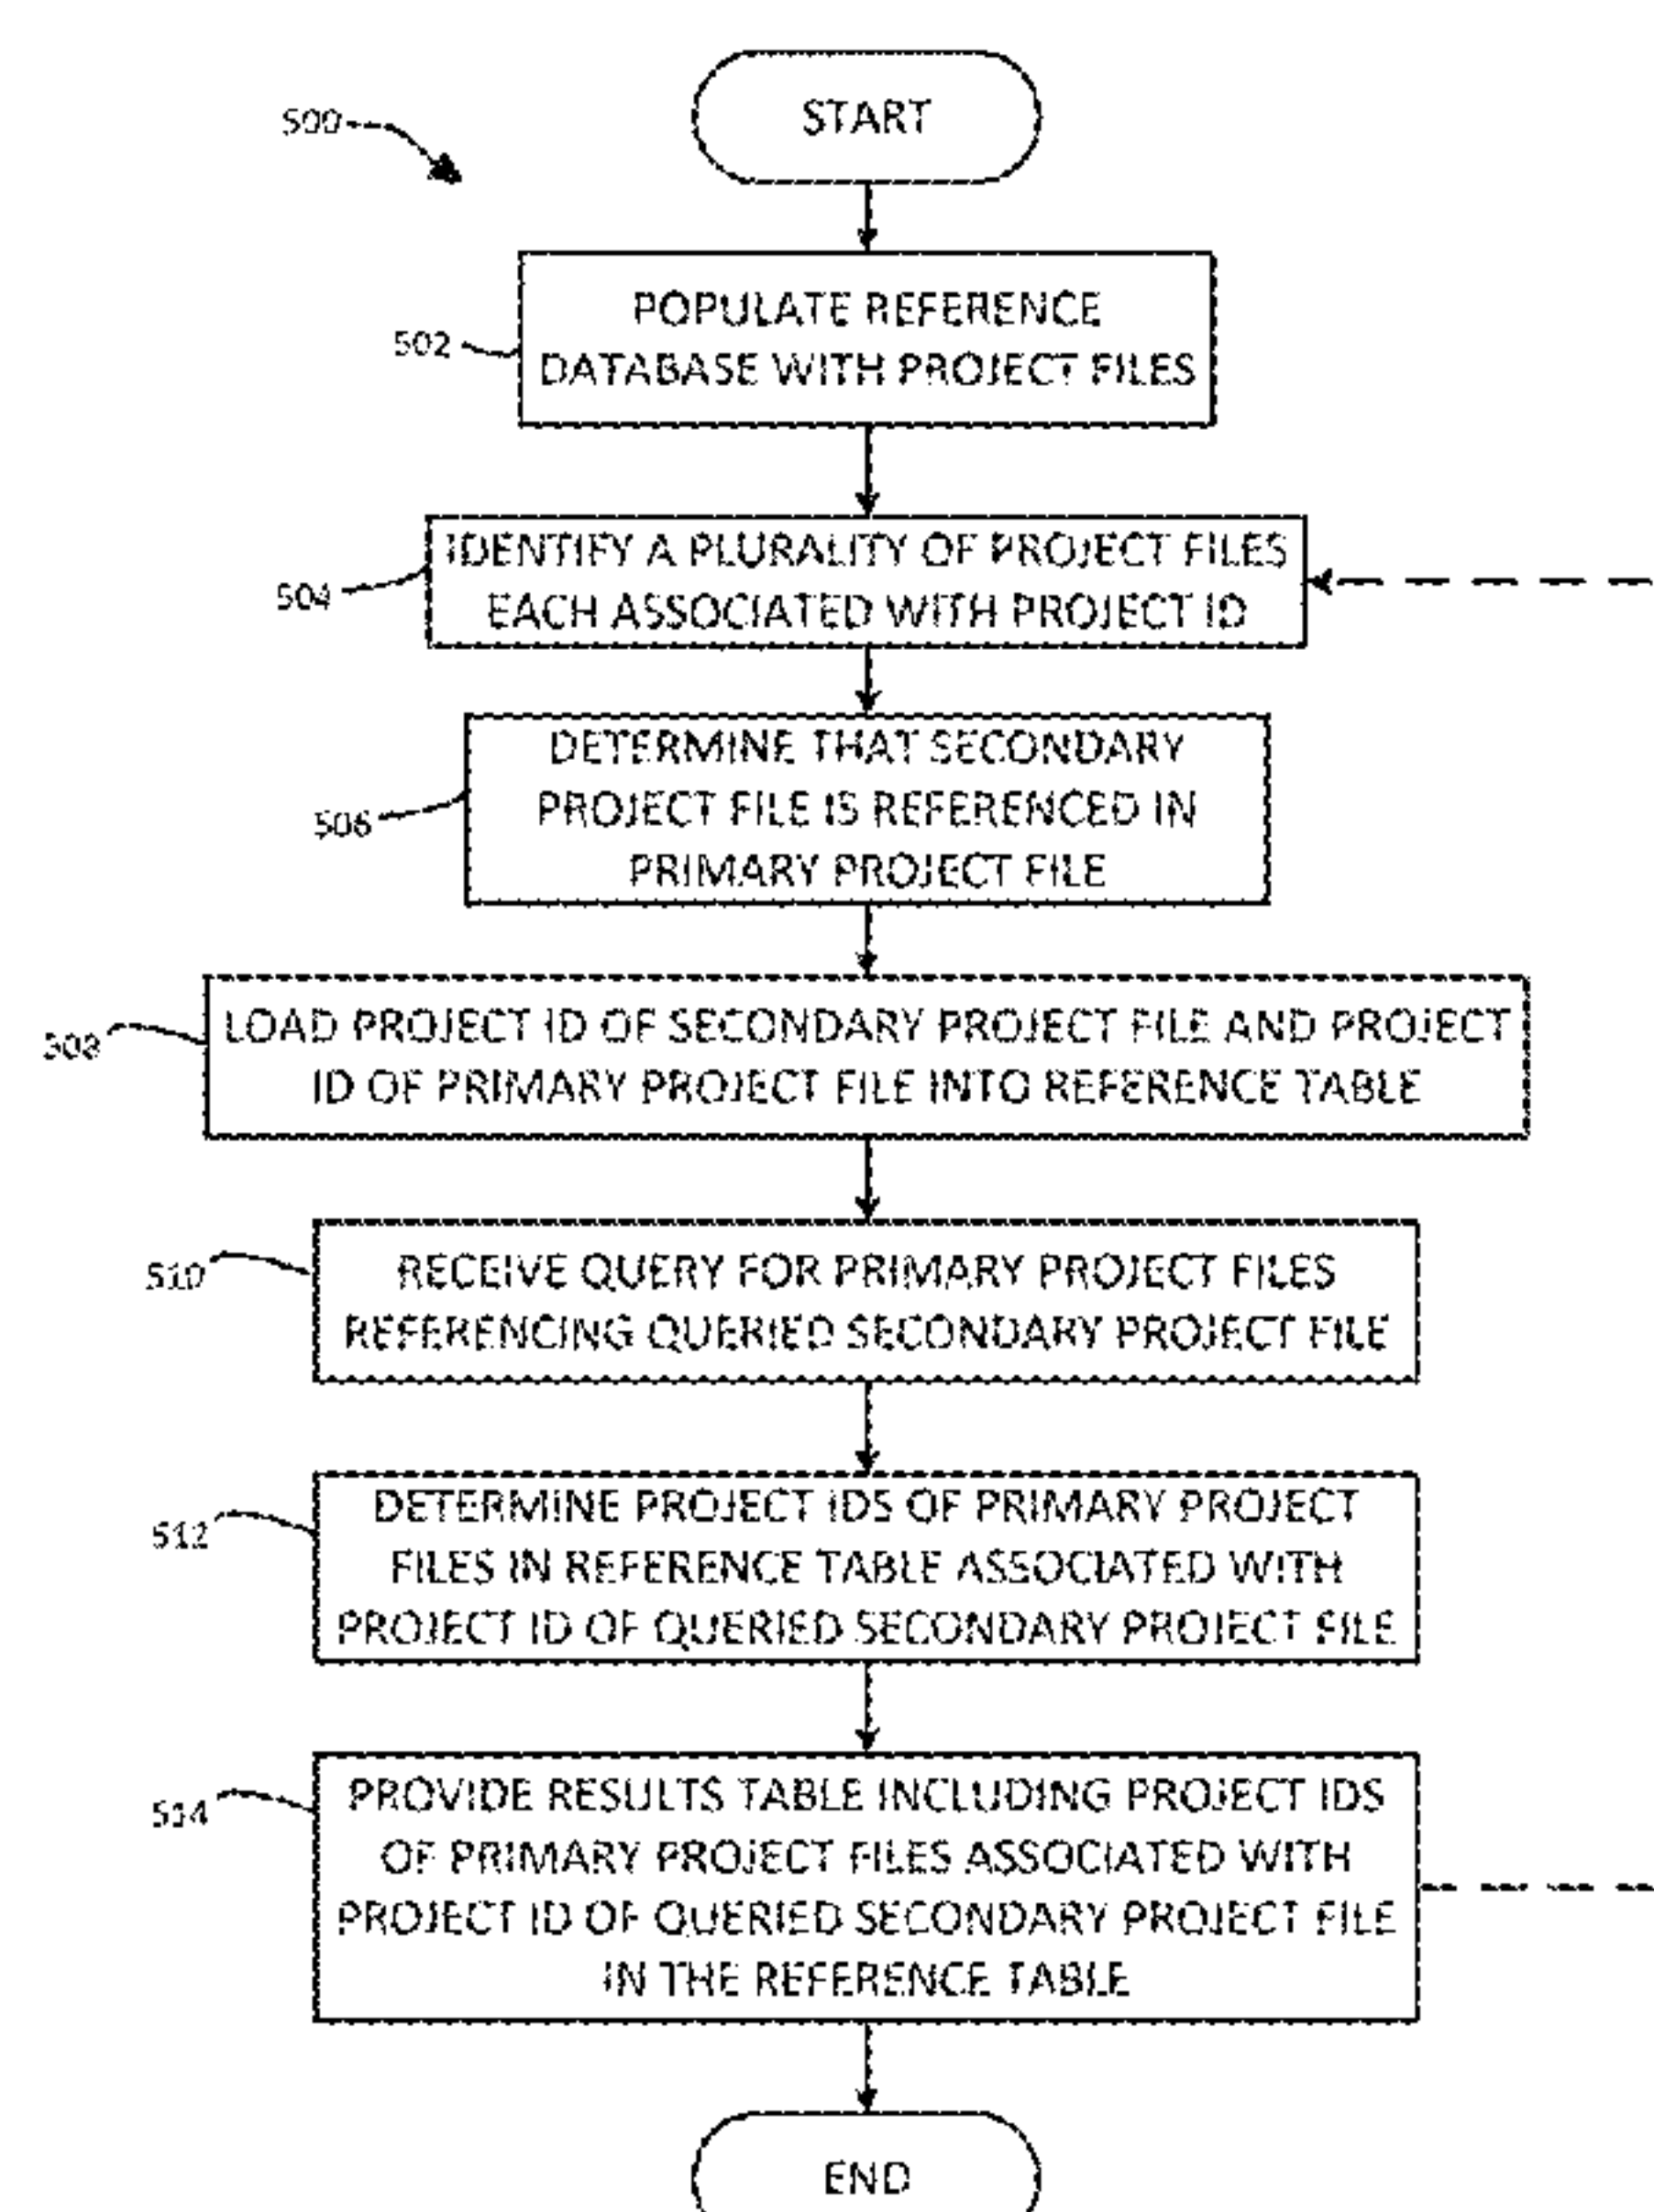 START
500
POPULATE REFERENCE
DATABASE WITH PROJECT FILES
502
IDENTIFY A PLURALITY OF PROJECT FILES
EACH ASSOCIATED WITH PROJECT ID
504
DETERMINE THAT SECONDARY
PROJECT FILE IS REFERENCED IN
PRIMARY PROJECT FILE
506
LOAD PROJECT ID OF SECONDARY PROJECT FILE AND PROJECT
ID OF PRIMARY PROJECT FILE INTO REFERENCE TABLE
508
RECEIVE QUERY FOR PRIMARY PROJECT FILES
REFERENCING QUERIED SECONDARY PROJECT FILE
510
DETERMINE PROJECT IDS OF PRIMARY PROJECT
FILES IN REFERENCE TABLE ASSOCIATED WITH
PROJECT ID OF QUERIED SECONDARY PROJECT FILE
512
PROVIDE RESULTS TABLE INCLUDING PROJECT IDS
OF PRIMARY PROJECT FILES ASSOCIATED WITH
PROJECT ID OF QUERIED SECONDARY PROJECT FILE
IN THE REFERENCE TABLE
514
END